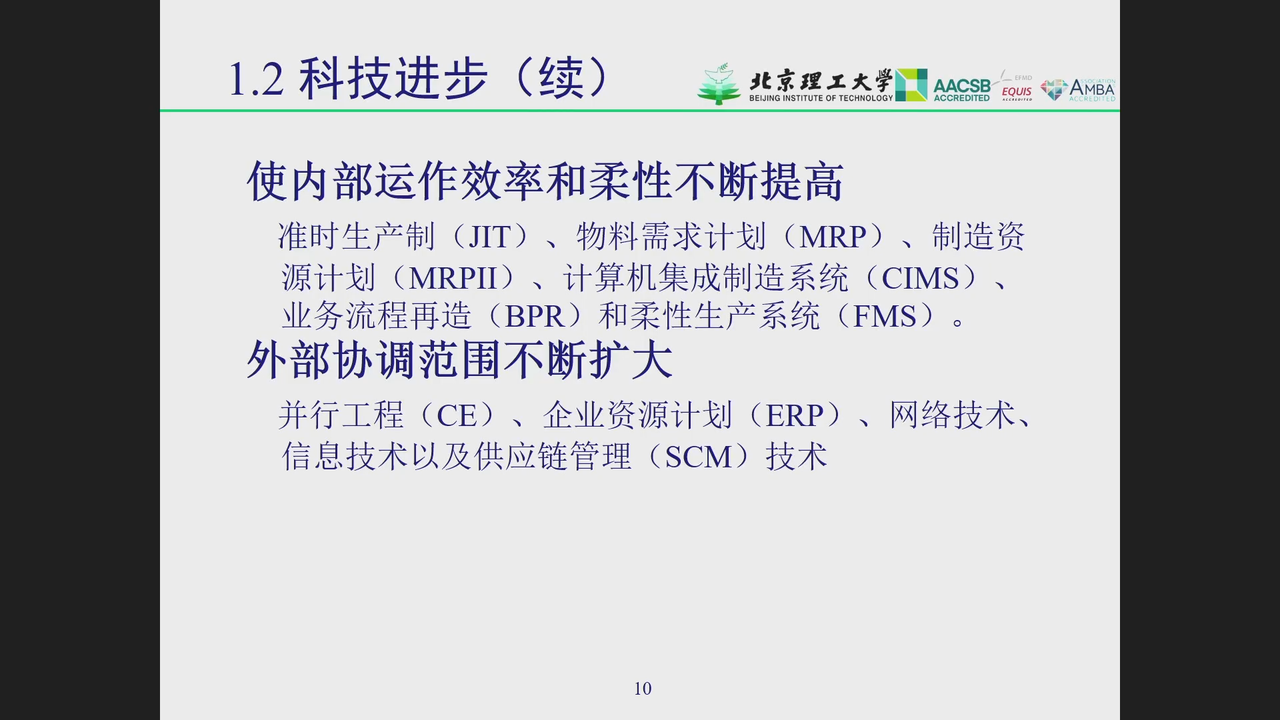 1.2 科技进步（续）
北京理工大学
BEIJING INSTITUTE OF TECHNOLOGY
AACSB
ACCREDITED
EFMD
EQUIS
ACCREDITED
ASSOCIATION
AMBA
ACCREDITED
使内部运作效率和柔性不断提高
准时生产制（JIT）、物料需求计划（MRP）、制造资
源计划（MRPII）、计算机集成制造系统（CIMS）、
业务流程再造（BPR）和柔性生产系统（FMS）。
外部协调范围不断扩大
并行工程（CE）、企业资源计划（ERP）、网络技术、
信息技术以及供应链管理（SCM）技术
10